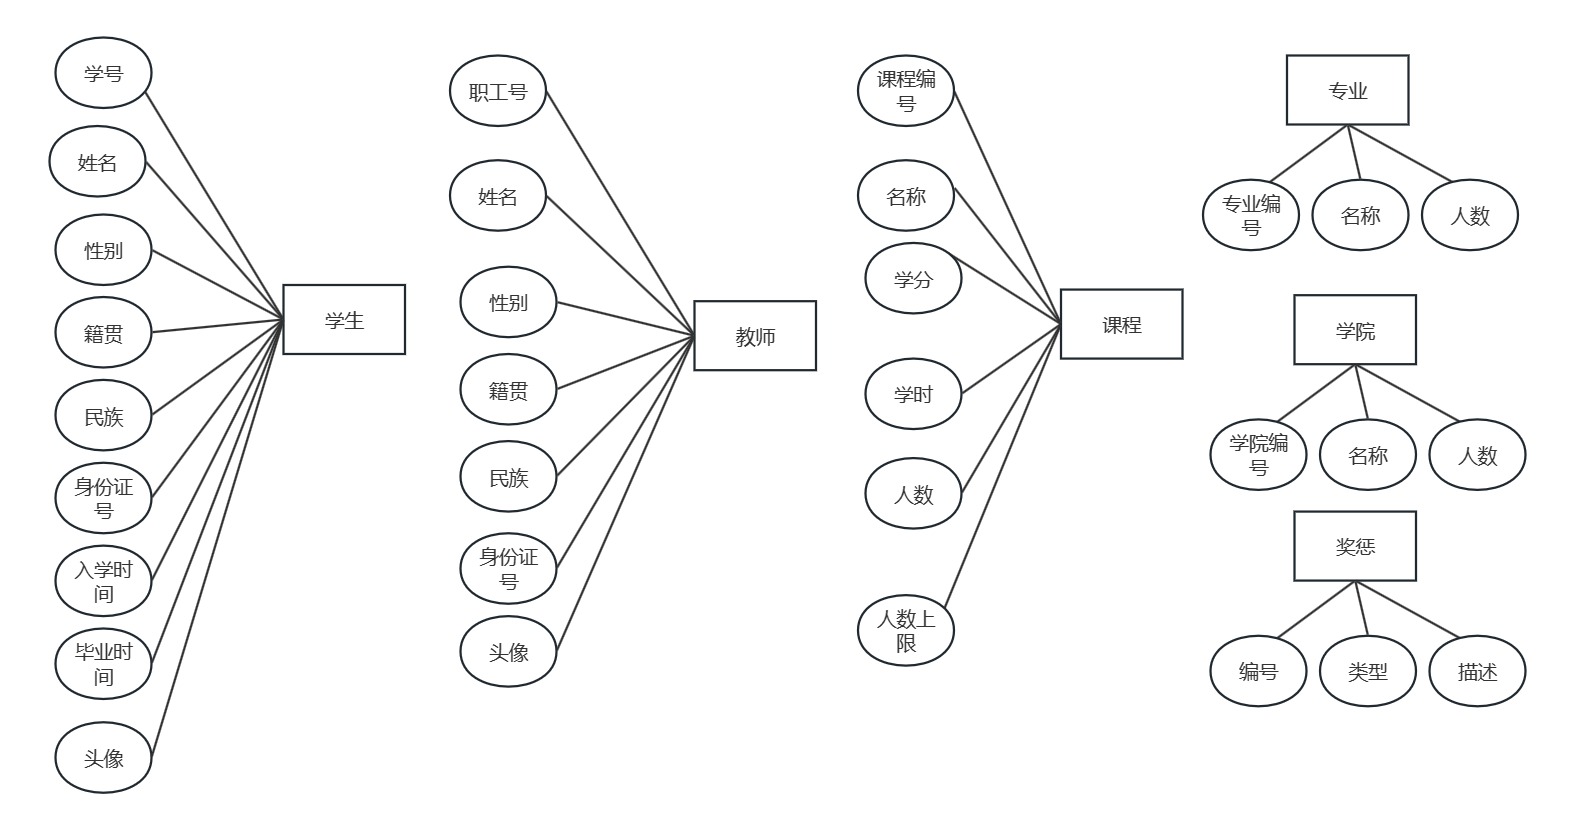 学号
姓名
性别
籍贯
民族
身份证
号
入学时
间
毕业时
间
头像
学生
职工号
姓名
性别
籍贯
民族
身份证
号
头像
教师
课程编
号
名称
学分
学时
人数
人数上
限
课程
专业
专业编
号
名称
人数
学院
学院编
号
名称
人数
奖惩
编号
类型
描述